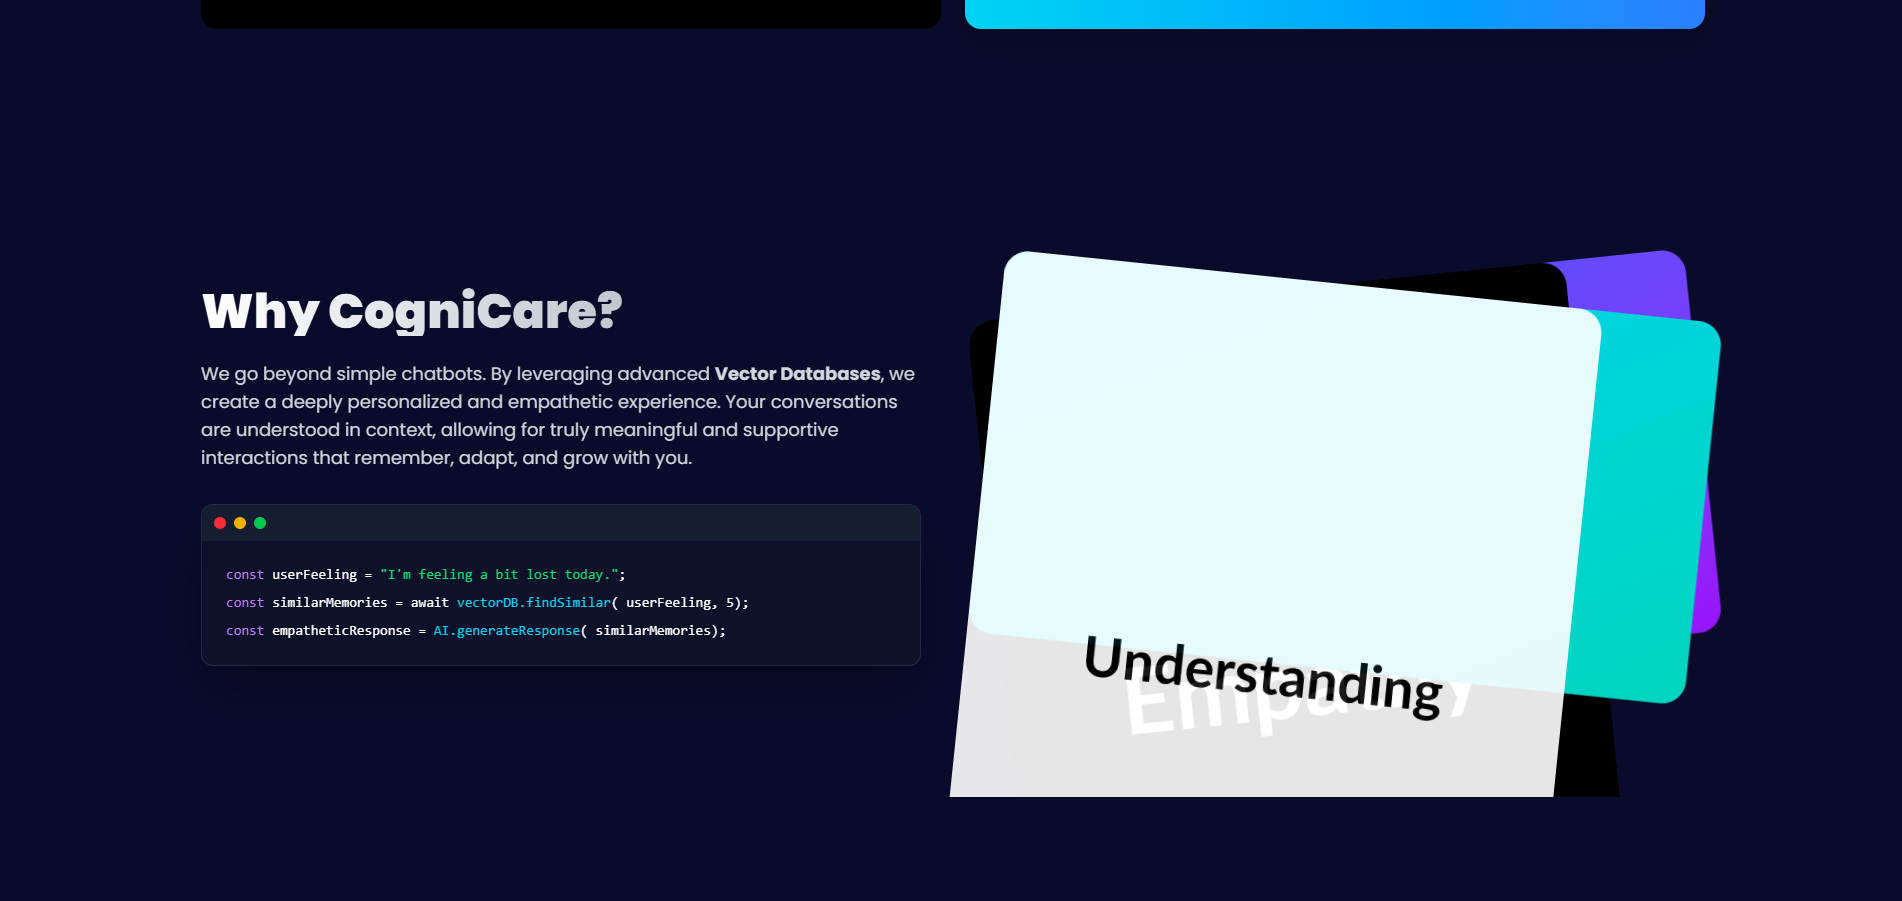 Why CogniCare?
We go beyond simple chatbots. By leveraging advanced Vector Databases, we
create a deeply personalized and empathetic experience. Your conversations
are understood in context, allowing for truly meaningful and supportive
interactions that remember, adapt, and grow with you.
const userFeeling = "I'm feeling a bit lost today.";
const similarMemories = await vectorDB.findSimilar( userFeeling, 5);
const empatheticResponse = AI.generateResponse( similarMemories);
Understanding
Empathy